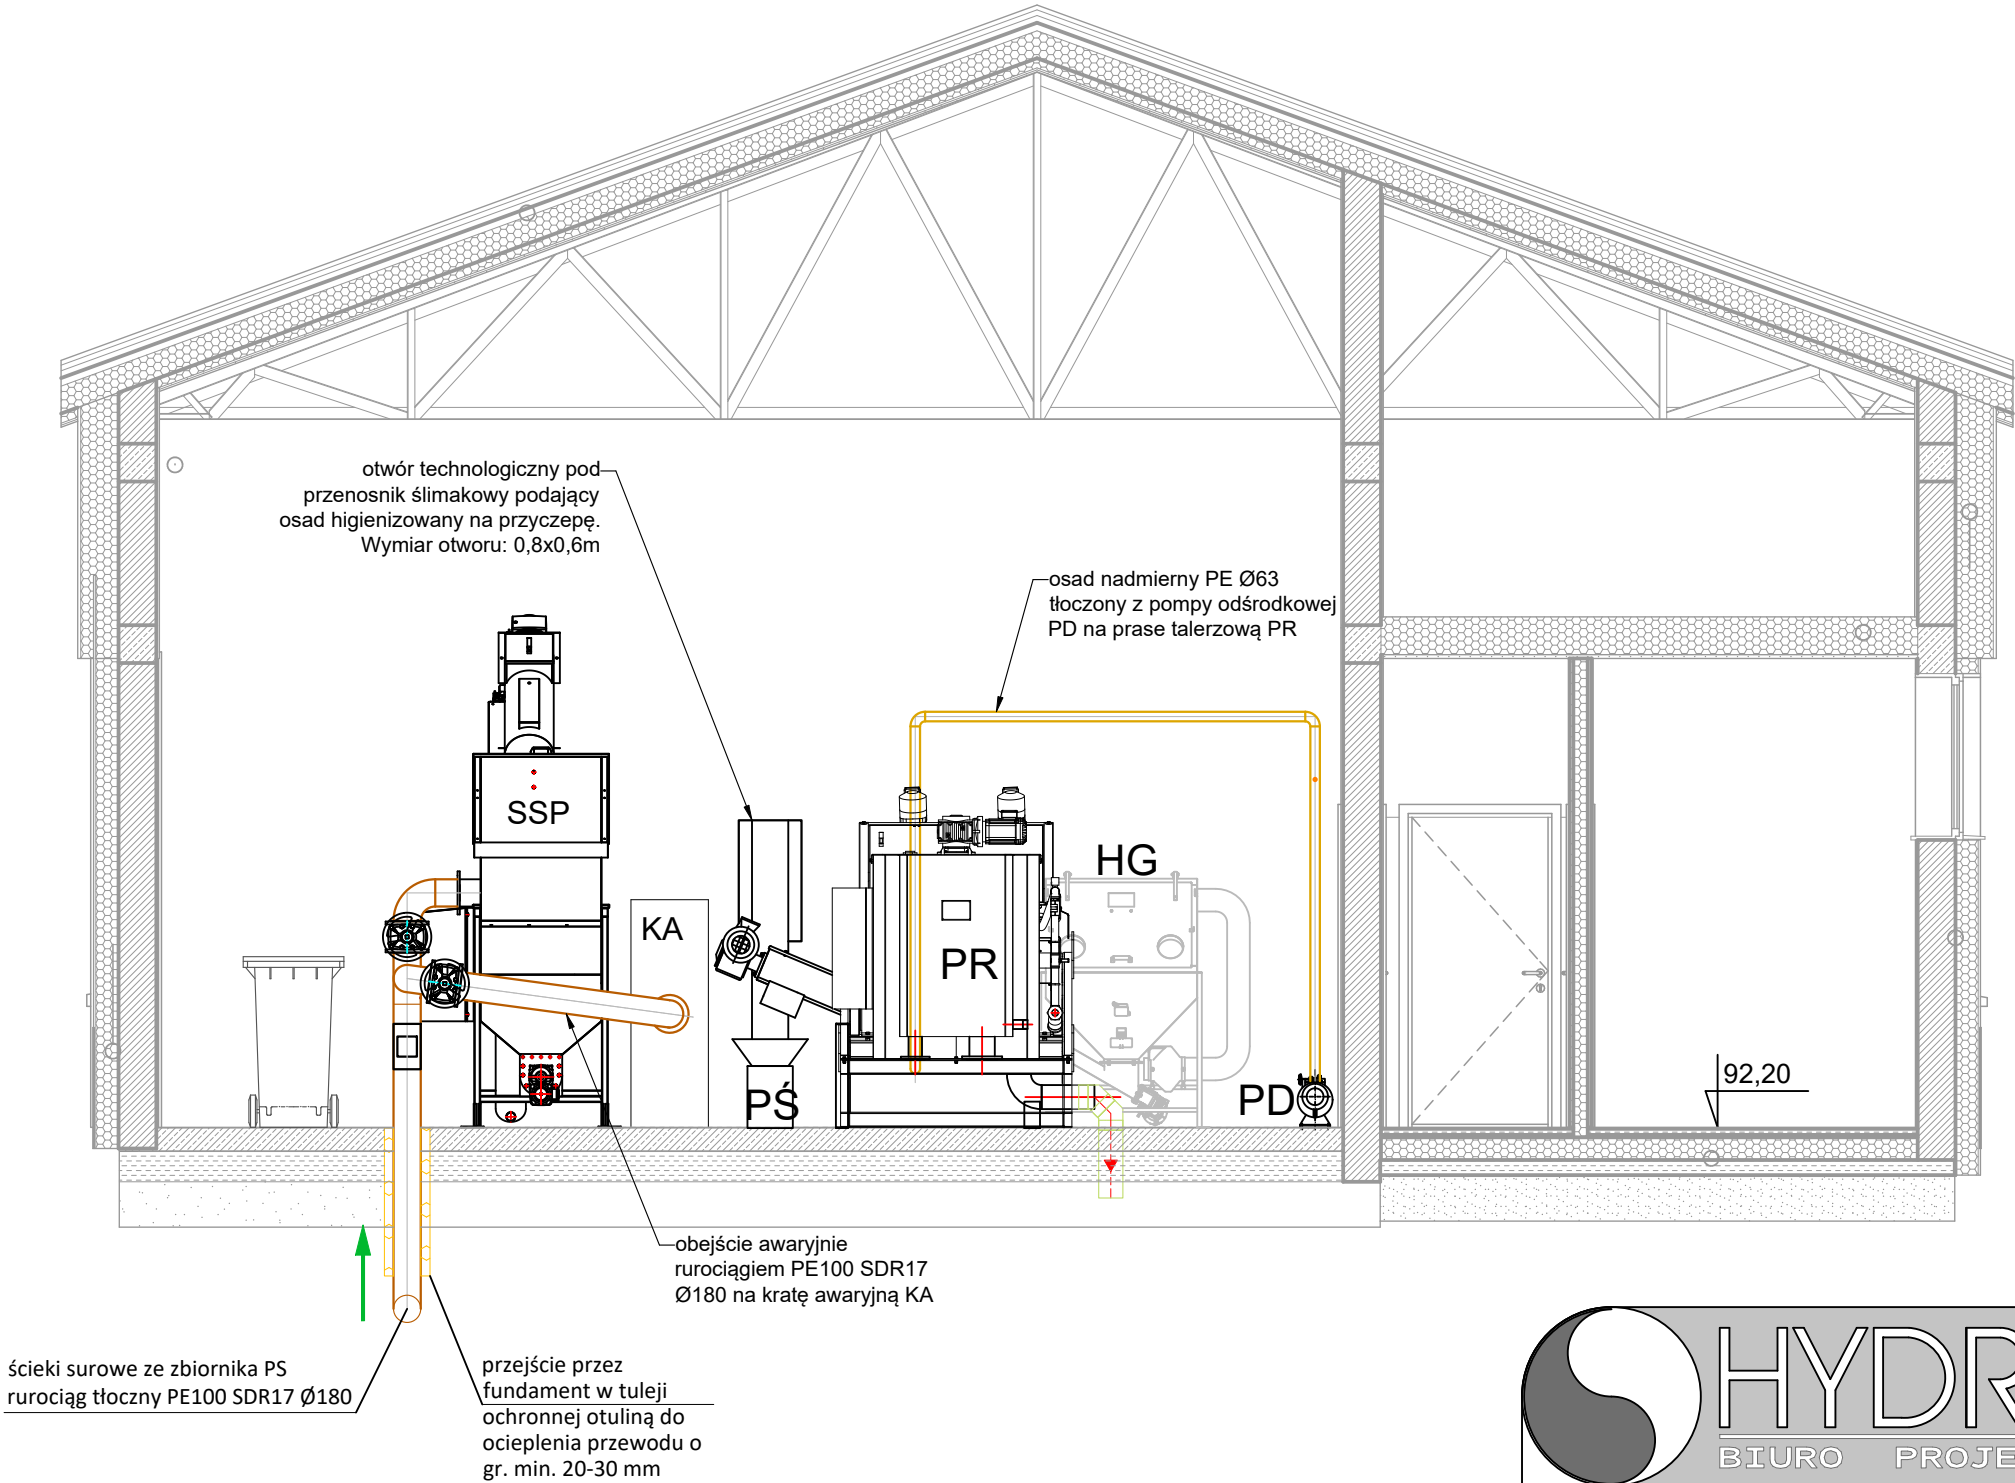 otwór technologiczny pod
przenosnik ślimakowy podający
osad higienizowany na przyczepę.
Wymiar otworu: 0,8x0,6m
osad nadmierny PE Ø63
tłoczony z pompy odśrodkowej
PD na prase talerzową PR
SSP
HG
KA
PR
PŚ
PD
92,20
obejście awaryjnie
rurociągiem PE100 SDR17
Ø180 na kratę awaryjną KA
ścieki surowe ze zbiornika PS
rurociąg tłoczny PE100 SDR17 Ø180
przejście przez
fundament w tuleji
ochronnej otuliną do
ocieplenia przewodu o
gr. min. 20-30 mm
HYDR
BIURO PROJE